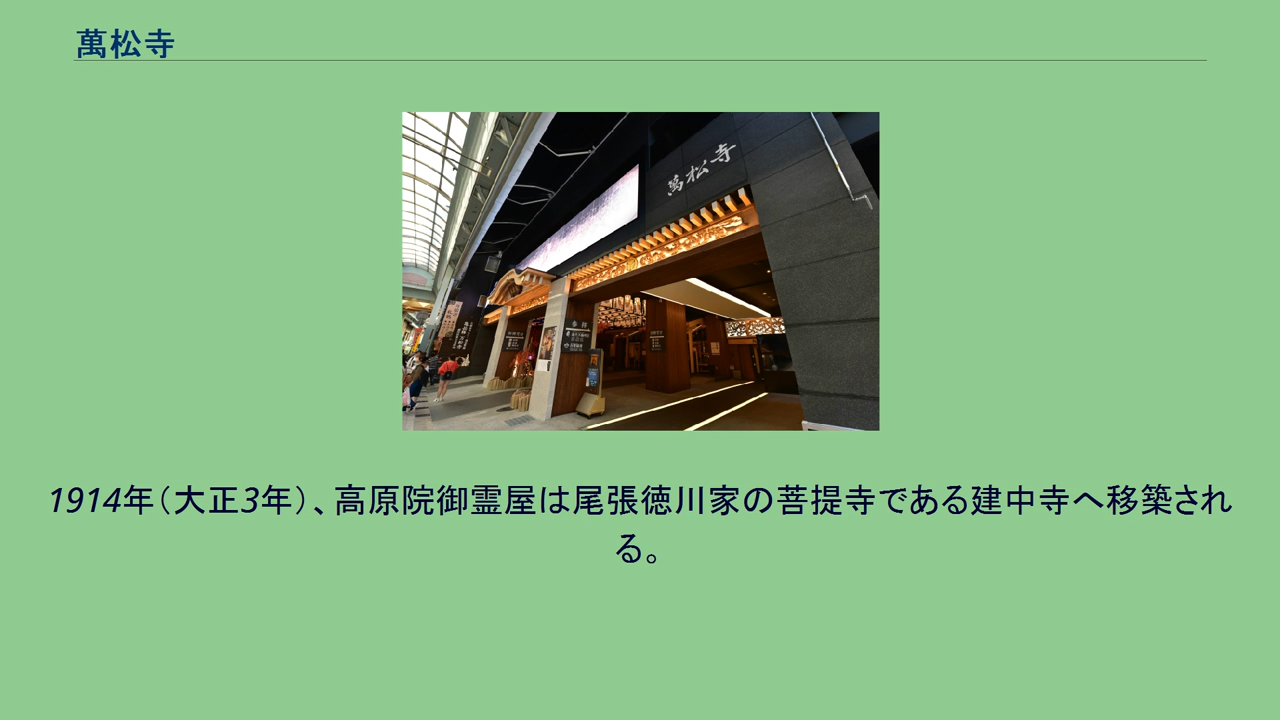 萬松寺
萬松寺
1914年（大正3年）、高原院御霊屋は尾張徳川家の菩提寺である建中寺へ移築され
る。